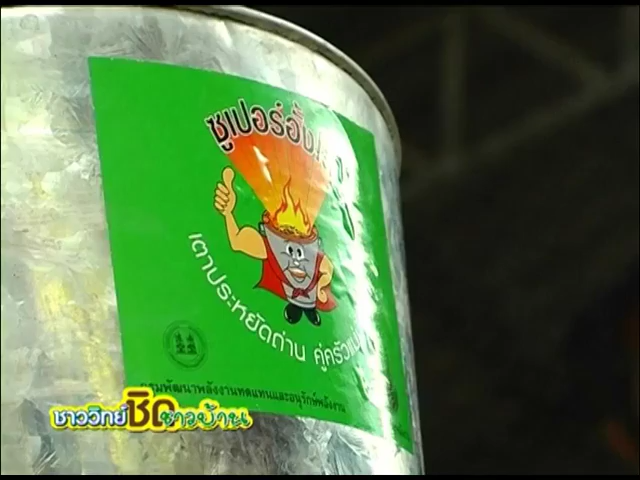 ซูเปอร์อั้งโล่
เตาประหยัดถ่าน คู่ครัว
กรมพัฒนาพลังงานทดแทนและอนุรักษ์พลังงาน
ชาววิทย์ชิดชาวบ้าน